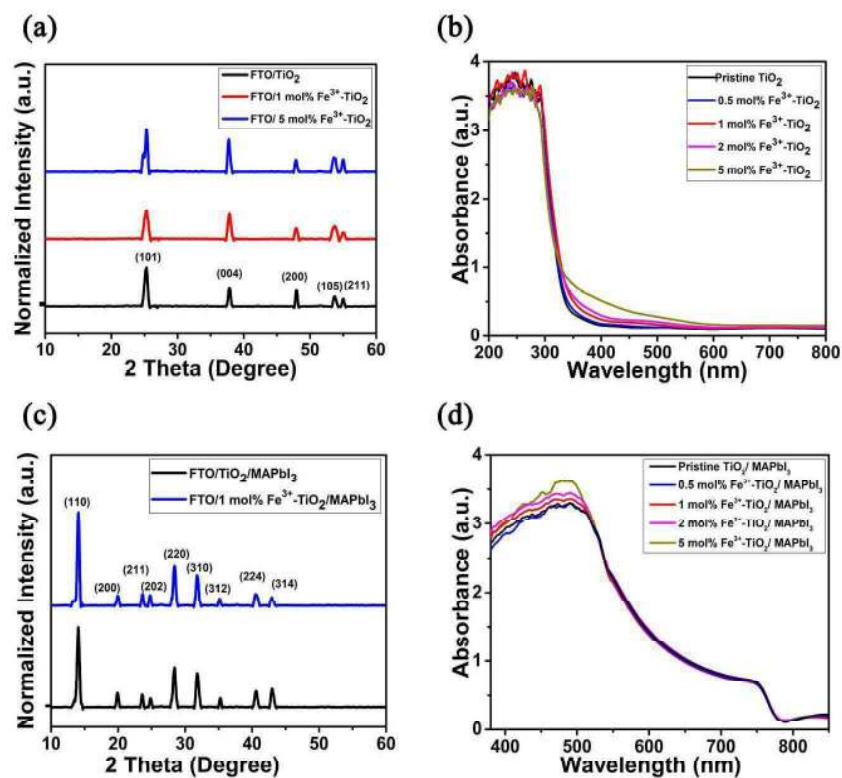 (a)
Normalized Intensity (a.u.)
FTO/TiO₂
FTO/1 mol% Fe³⁺-TiO₂
FTO/ 5 mol% Fe³⁺-TiO₂
(101)
(004)
(200)
(105)
(211)
10 20 30 40 50 60
2 Theta (Degree)
(b)
Absorbance (a.u.)
4
3
2
1
0
Pristine TiO₂
0.5 mol% Fe³⁺-TiO₂
1 mol% Fe³⁺-TiO₂
2 mol% Fe³⁺-TiO₂
5 mol% Fe³⁺-TiO₂
200 300 400 500 600 700 800
Wavelength (nm)
(c)
Normalized Intensity (a.u.)
FTO/TiO₂/MAPbI₃
FTO/1 mol% Fe³⁺-TiO₂/MAPbI₃
(110)
(200)
(211)
(202)
(220)
(310)
(312)
(224)
(314)
10 20 30 40 50 60
2 Theta (Degree)
(d)
Absorbance (a.u.)
4
3
2
1
0
Pristine TiO₂/ MAPbI₃
0.5 mol% Fe³⁺-TiO₂/ MAPbI₃
1 mol% Fe³⁺-TiO₂/ MAPbI₃
2 mol% Fe³⁺-TiO₂/ MAPbI₃
5 mol% Fe³⁺-TiO₂/ MAPbI₃
400 500 600 700 800
Wavelength (nm)